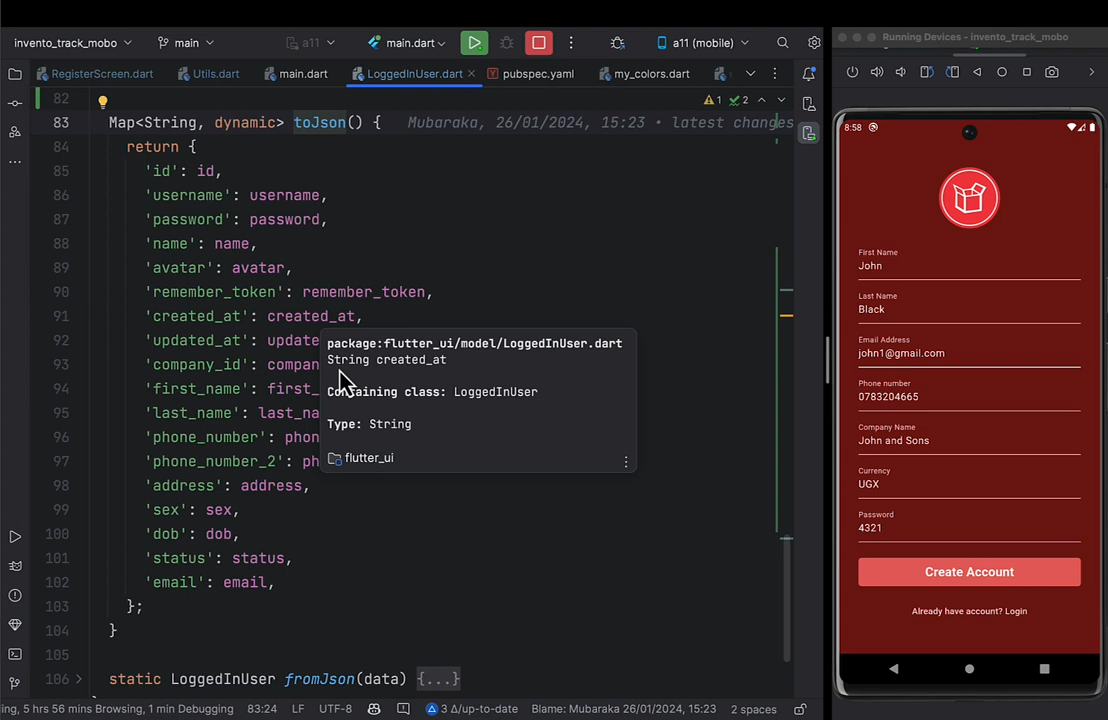 invento_track_mobo
main
a11
main.dart
a11 (mobile)
Running Devices - invento_track_mobo
RegisterScreen.dart
Utils.dart
main.dart
LoggedInUser.dart
pubspec.yaml
my_colors.dart
82
1
2
83 Map<String, dynamic> toJson() { Mubaraka, 26/01/2024, 15:23 • latest changes
84 return {
85 'id': id,
86 'username': username,
87 'password': password,
88 'name': name,
89 'avatar': avatar,
90 'remember_token': remember_token,
91 'created_at': created_at,
92 'updated_at': update
93 'company_id': compan
94 'first_name': first_
95 'last_name': last_na
96 'phone_number': phon
97 'phone_number_2': ph
98 'address': address,
99 'sex': sex,
100 'dob': dob,
101 'status': status,
102 'email': email,
103 };
104 }
105
106 static LoggedInUser fromJson(data) {...}
package:flutter_ui/model/LoggedInUser.dart
String created_at
Containing class: LoggedInUser
Type: String
flutter_ui
ing, 5 hrs 56 mins Browsing, 1 min Debugging
83:24
LF
UTF-8
3 Δ/up-to-date
Blame: Mubaraka 26/01/2024, 15:23
2 spaces
8:58
First Name
John
Last Name
Black
Email Address
john1@gmail.com
Phone number
0783204665
Company Name
John and Sons
Currency
UGX
Password
4321
Create Account
Already have account? Login